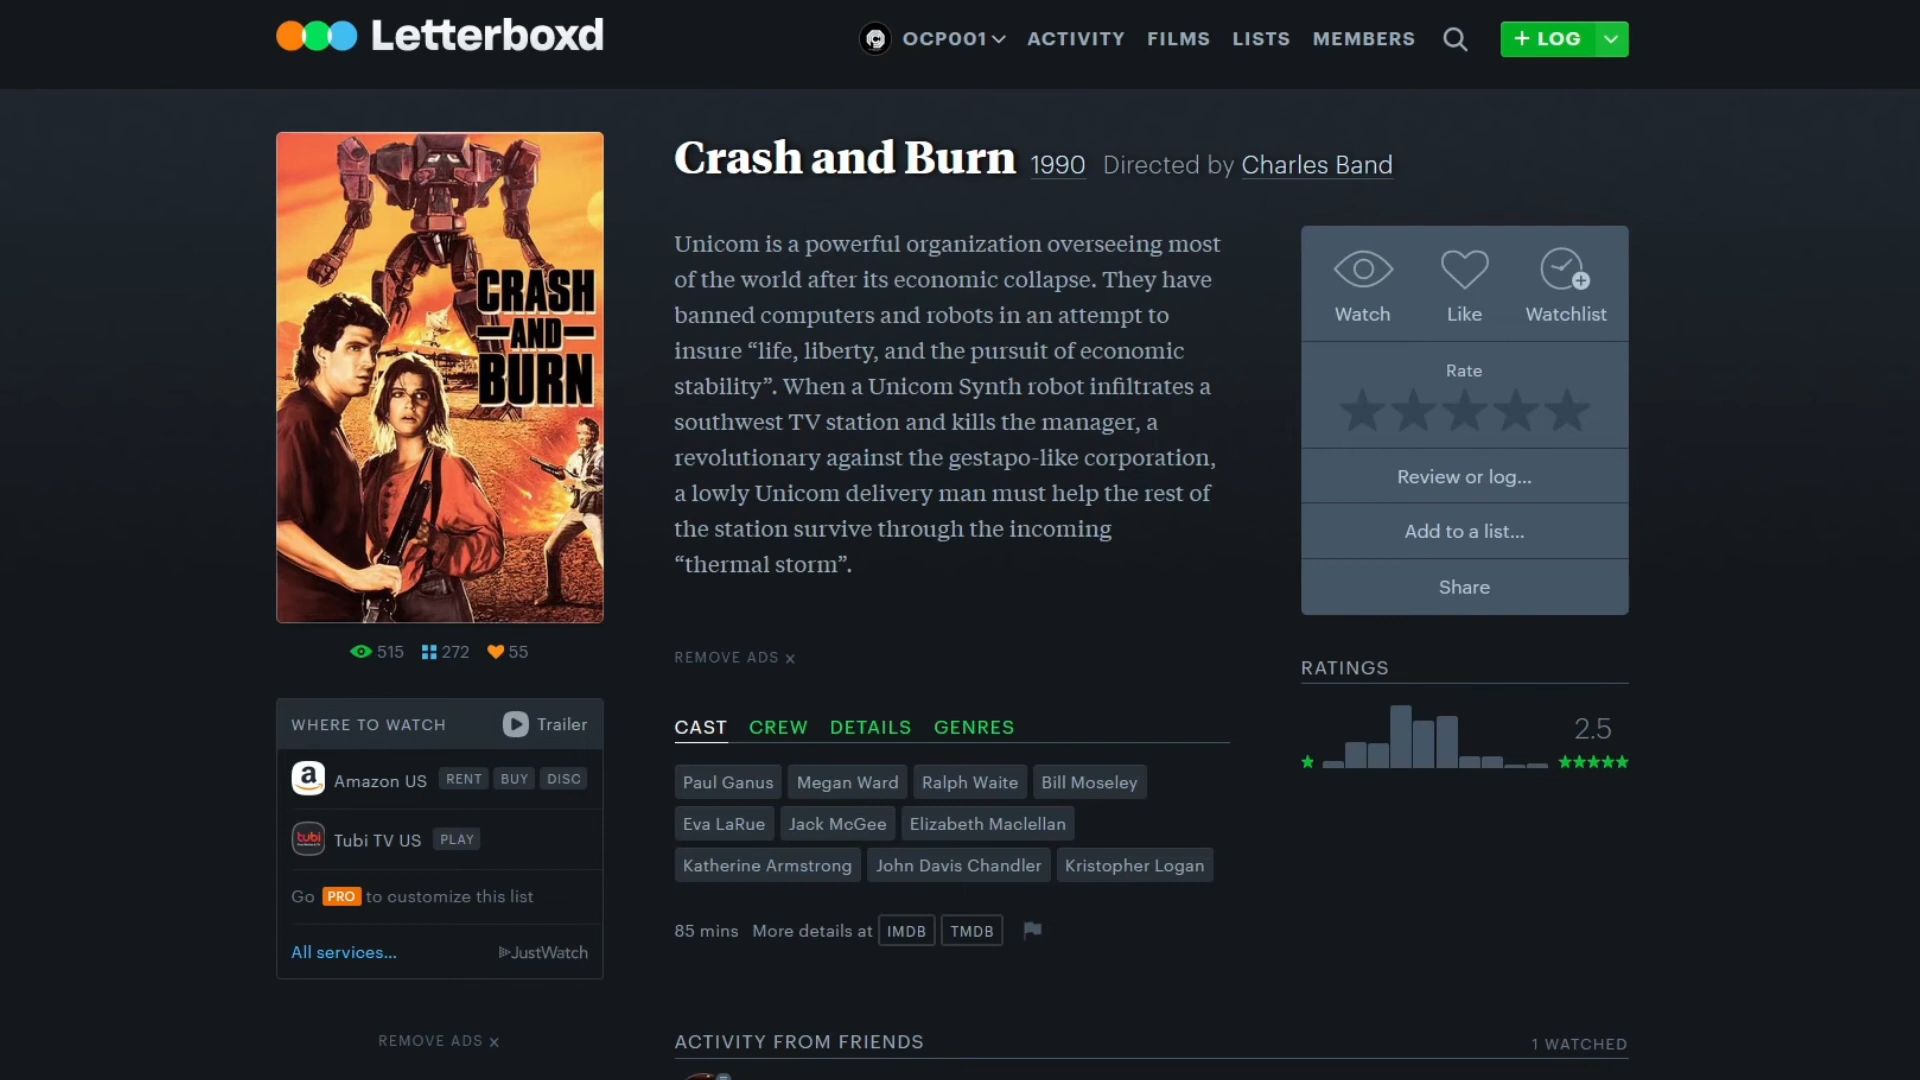 Letterboxd
OCP001 ACTIVITY FILMS LISTS MEMBERS + LOG
CRASH
AND
BURN
515 272 55
WHERE TO WATCH Trailer
a Amazon US RENT BUY DISC
tubi Tubi TV US PLAY
Go PRO to customize this list
All services... JustWatch
REMOVE ADS ×
Crash and Burn 1990 Directed by Charles Band
Unicom is a powerful organization overseeing most
of the world after its economic collapse. They have
banned computers and robots in an attempt to
insure “life, liberty, and the pursuit of economic
stability”. When a Unicom Synth robot infiltrates a
southwest TV station and kills the manager, a
revolutionary against the gestapo-like corporation,
a lowly Unicom delivery man must help the rest of
the station survive through the incoming
“thermal storm”.
REMOVE ADS ×
CAST CREW DETAILS GENRES
Paul Ganus Megan Ward Ralph Waite Bill Moseley
Eva LaRue Jack McGee Elizabeth Maclellan
Katherine Armstrong John Davis Chandler Kristopher Logan
85 mins More details at IMDB TMDB
Watch Like Watchlist
Rate
Review or log...
Add to a list...
Share
RATINGS
2.5
ACTIVITY FROM FRIENDS 1 WATCHED